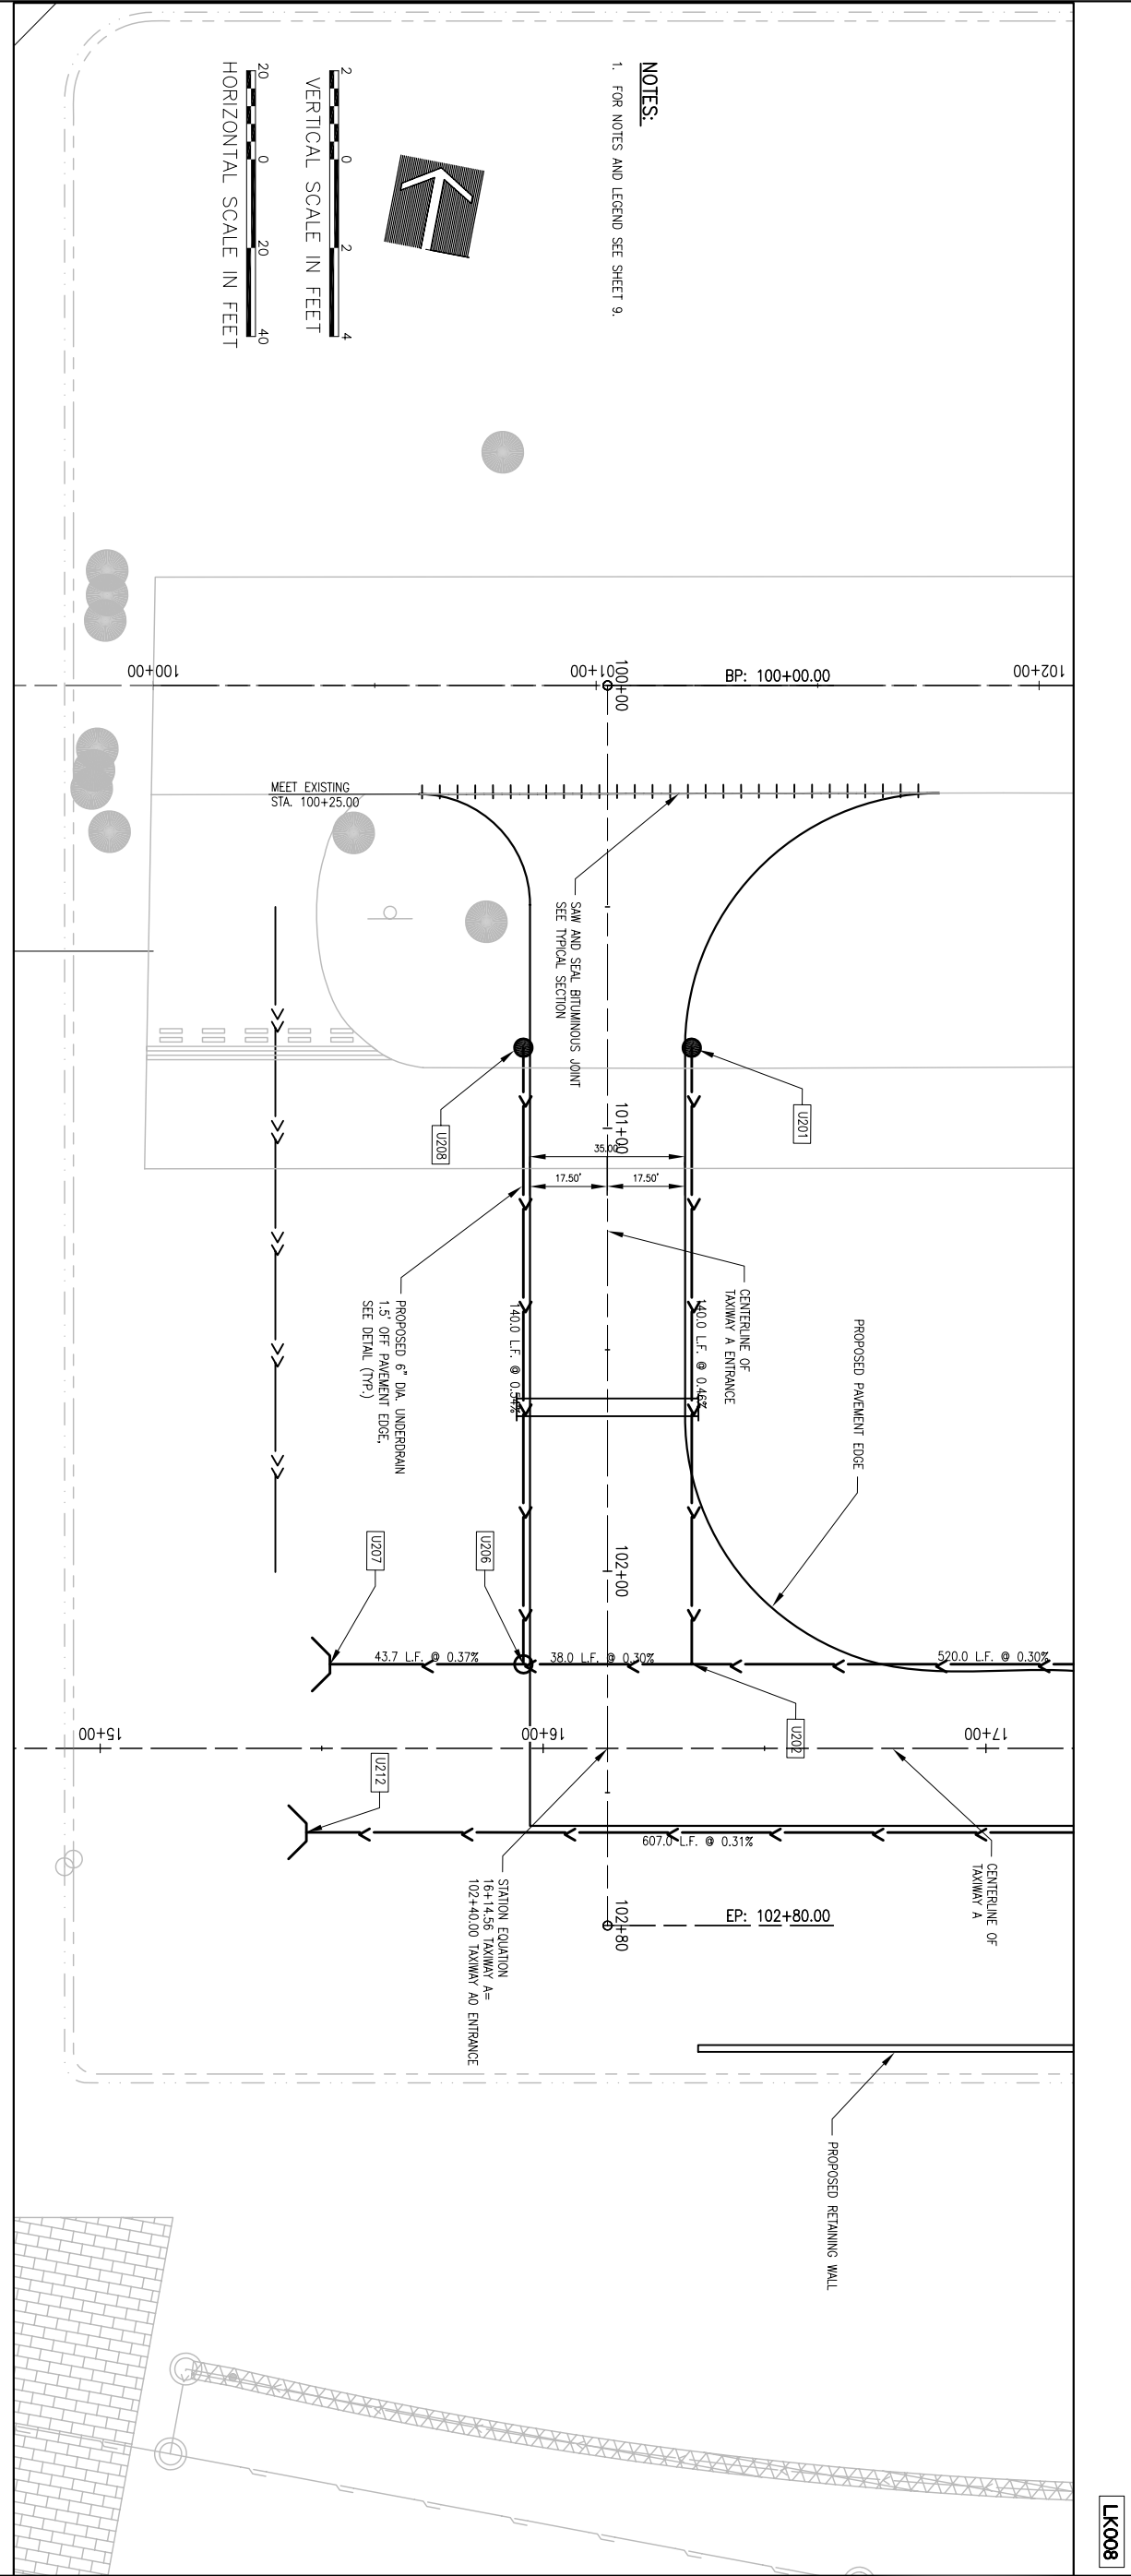 LK008
NOTES:
1. FOR NOTES AND LEGEND SEE SHEET 9.
2 0 2 4
VERTICAL SCALE IN FEET
20 0 20 40
HORIZONTAL SCALE IN FEET
100+00
101+00
102+00
BP: 100+00.00
100+00
MEET EXISTING
STA. 100+25.00
SAW AND SEAL BITUMINOUS JOINT
SEE TYPICAL SECTION
U201
U208
101+00
35.00'
17.50'
17.50'
CENTERLINE OF
TAXIWAY A ENTRANCE
PROPOSED PAVEMENT EDGE
PROPOSED 6" DIA. UNDERDRAIN
1.5' OFF PAVEMENT EDGE,
SEE DETAIL (TYP.)
140.0 L.F. @ 0.46%
140.0 L.F. @ 0.54%
102+00
U207
U206
43.7 L.F. @ 0.37%
38.0 L.F. @ 0.30%
520.0 L.F. @ 0.30%
U202
15+00
16+00
17+00
U212
607.0 L.F. @ 0.31%
CENTERLINE OF
TAXIWAY A
STATION EQUATION
16+14.56 TAXIWAY A=
102+40.00 TAXIWAY A0 ENTRANCE
102+80
EP: 102+80.00
PROPOSED RETAINING WALL